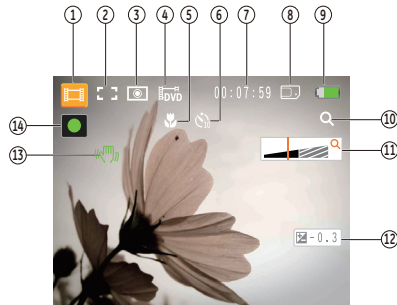 ① ② ③ ④ ⑤ ⑥ ⑦ ⑧ ⑨
DVD 00:07:59
10
⑭ ⑩
⑪
⑬
-0.3 ⑫